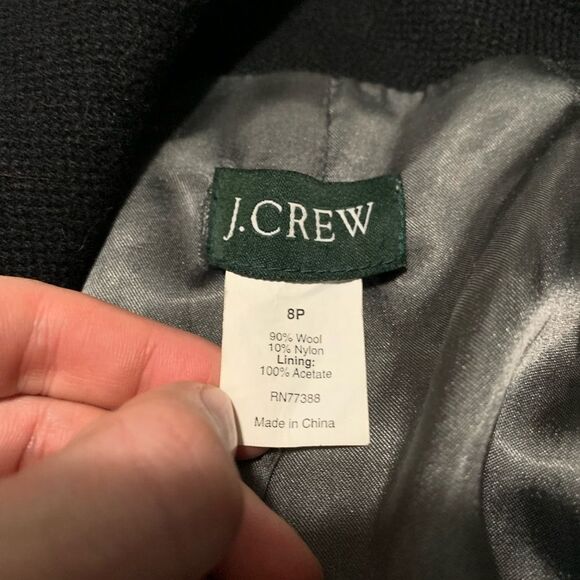 J.CREW
8P
90% Wool
10% Nylon
Lining:
100% Acetate
RN77388
Made in China